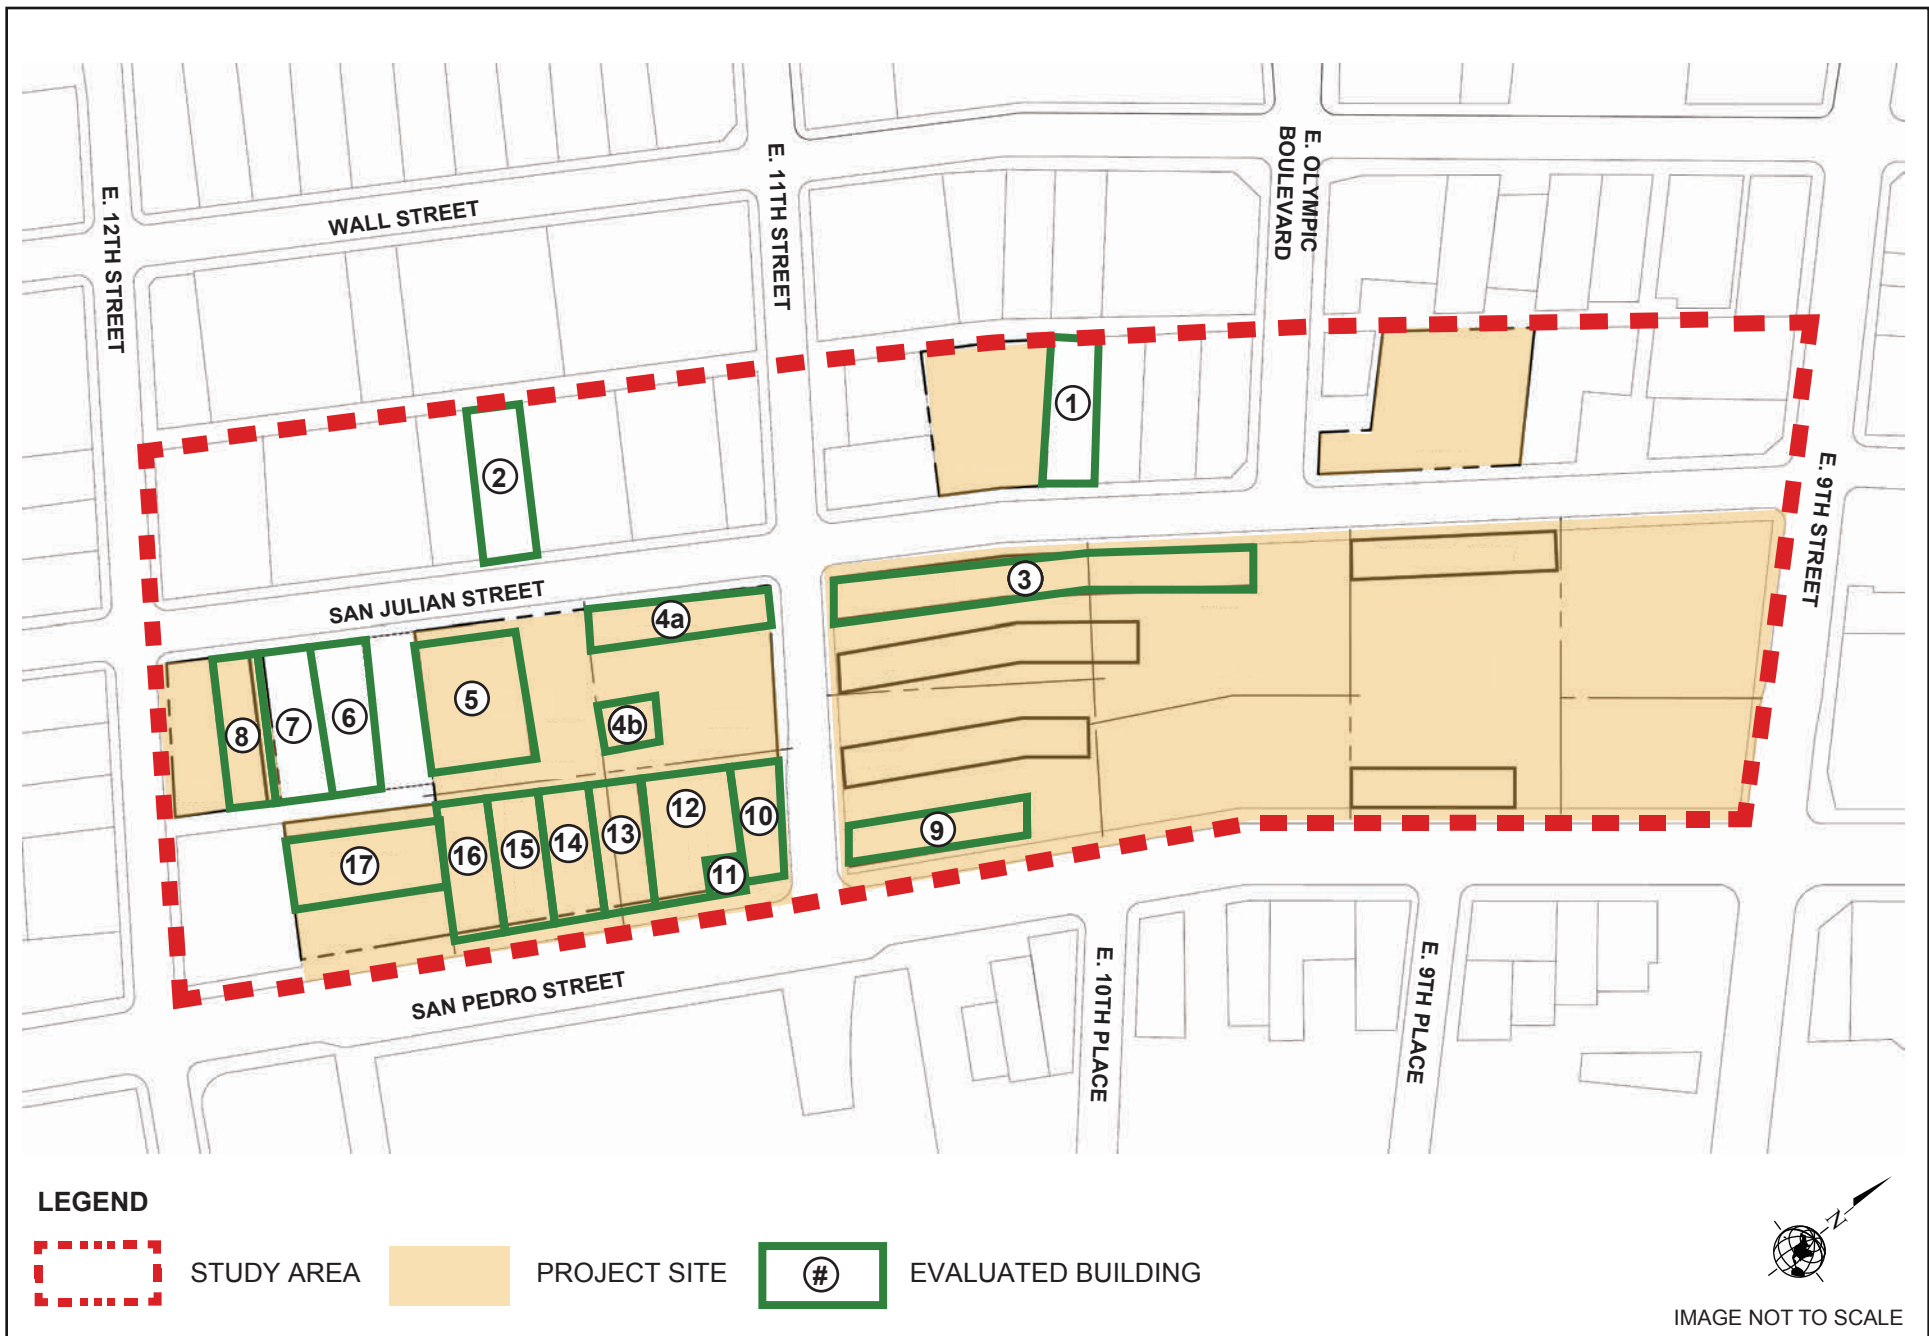 E. 12TH STREET
WALL STREET
E. 11TH STREET
E. OLYMPIC
BOULEVARD
E. 9TH STREET
1
2
SAN JULIAN STREET
3
4a
4b
5
6
7
8
9
10
11
12
13
14
15
16
17
SAN PEDRO STREET
E. 10TH PLACE
E. 9TH PLACE
LEGEND
STUDY AREA
PROJECT SITE
#
EVALUATED BUILDING
N
IMAGE NOT TO SCALE